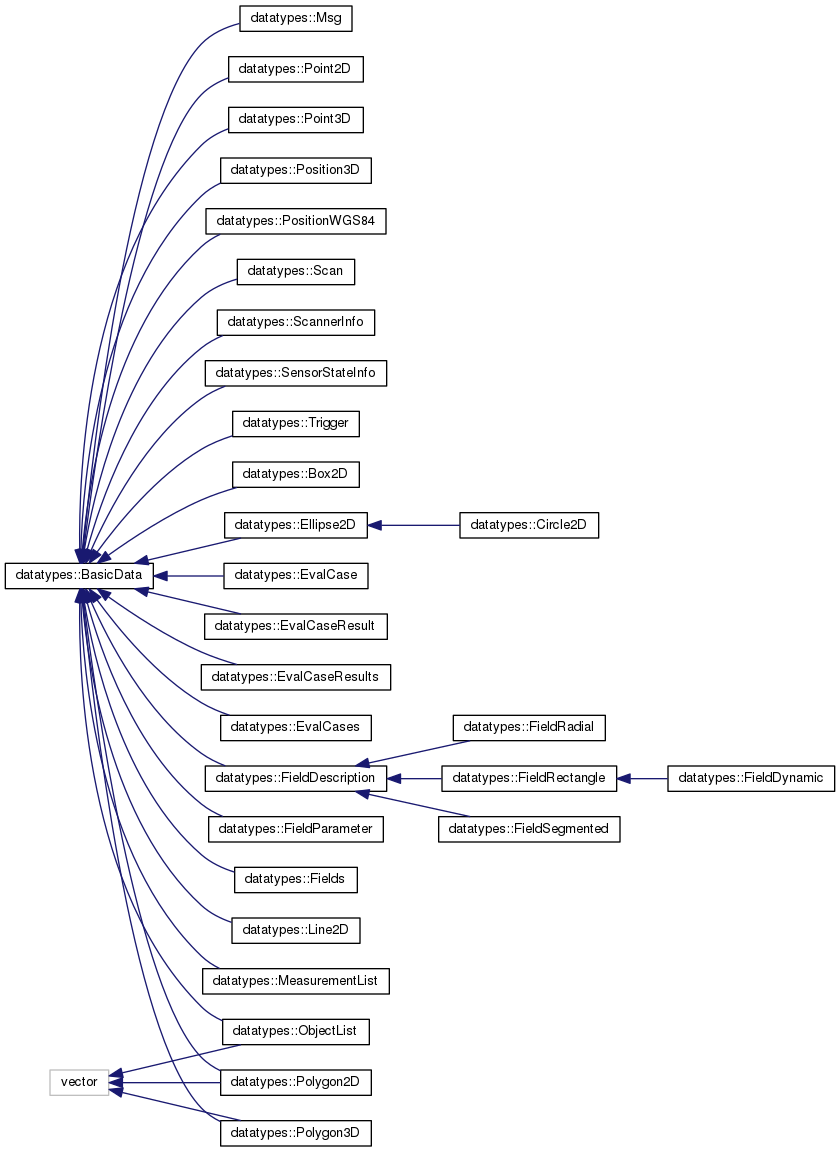 datatypes::Msg
datatypes::Point2D
datatypes::Point3D
datatypes::Position3D
datatypes::PositionWGS84
datatypes::Scan
datatypes::ScannerInfo
datatypes::SensorStateInfo
datatypes::Trigger
datatypes::Box2D
datatypes::Ellipse2D
datatypes::Circle2D
datatypes::BasicData
datatypes::EvalCase
datatypes::EvalCaseResult
datatypes::EvalCaseResults
datatypes::EvalCases
datatypes::FieldRadial
datatypes::FieldDescription
datatypes::FieldRectangle
datatypes::FieldDynamic
datatypes::FieldParameter
datatypes::FieldSegmented
datatypes::Fields
datatypes::Line2D
datatypes::MeasurementList
datatypes::ObjectList
vector
datatypes::Polygon2D
datatypes::Polygon3D